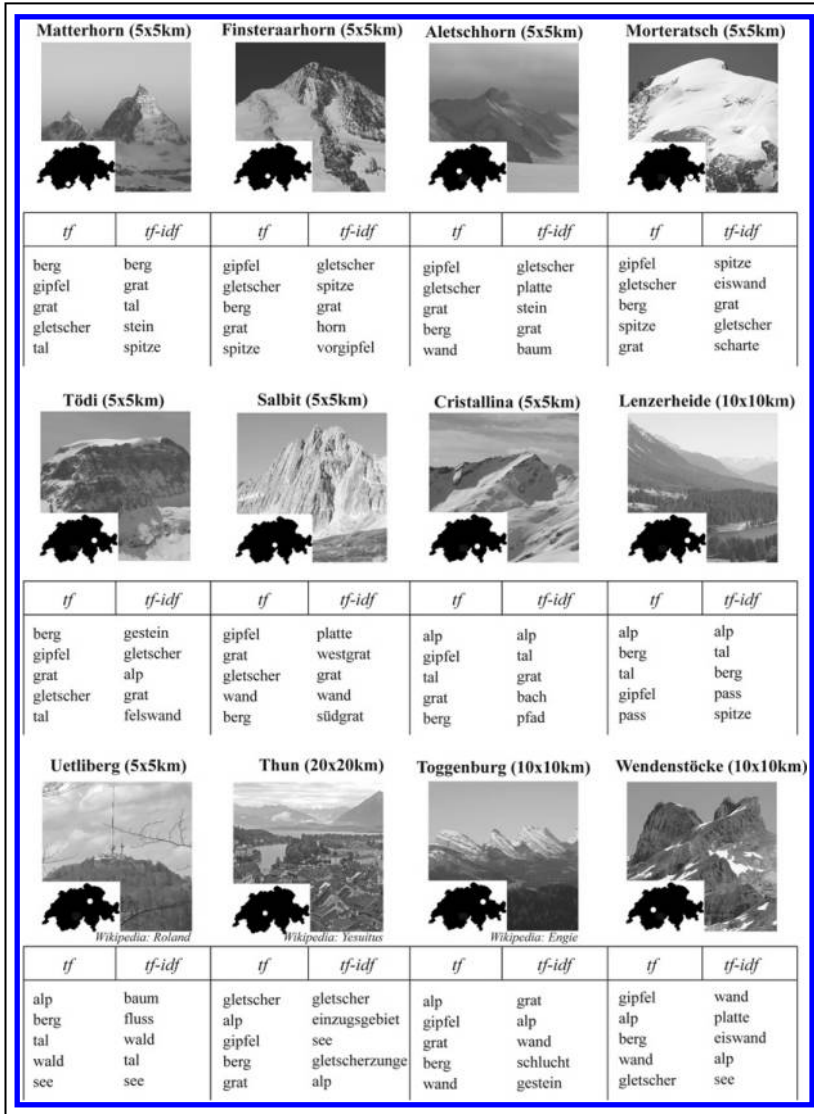 Matterhorn (5x5km) Finsteraarhorn (5x5km) Aletschhorn (5x5km) Morteratsch (5x5km)
tf tf-idf tf tf-idf tf tf-idf tf tf-idf
berg berg gipfel gletscher gipfel gletscher gipfel spitze
gipfel grat gletscher spitze gletscher platte gletscher eiswand
grat tal berg grat grat stein berg grat
gletscher stein grat horn berg grat spitze gletscher
tal spitze spitze vorgipfel wand baum grat scharte
Tödi (5x5km) Salbit (5x5km) Cristallina (5x5km) Lenzerheide (10x10km)
tf tf-idf tf tf-idf tf tf-idf tf tf-idf
berg gestein gipfel platte alp alp alp alp
gipfel gletscher grat westgrat gipfel tal berg tal
grat alp gletscher grat tal grat tal berg
gletscher grat wand wand grat bach gipfel pass
tal felswand berg südgrat berg pfad pass spitze
Uetliberg (5x5km) Thun (20x20km) Toggenburg (10x10km) Wendenstöcke (10x10km)
Wikipedia: Roland Wikipedia: Yesuitus Wikipedia: Engie
tf tf-idf tf tf-idf tf tf-idf tf tf-idf
alp baum gletscher gletscher alp grat gipfel wand
berg fluss alp einzugsgebiet gipfel alp alp platte
tal wald gipfel see grat wand berg eiswand
wald tal berg gletscherzunge berg schlucht wand alp
see see grat alp wand gestein gletscher see